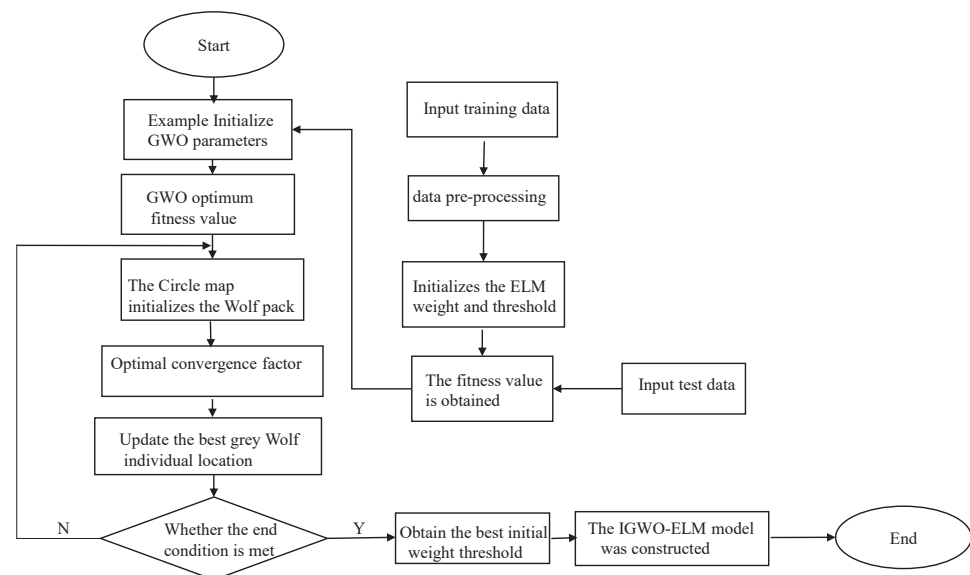 Start
Example Initialize
GWO parameters
GWO optimum
fitness value
The Circle map
initializes the Wolf pack
Optimal convergence factor
Update the best grey Wolf
individual location
Whether the end
condition is met
N
Y
Input training data
data pre-processing
Initializes the ELM
weight and threshold
The fitness value
is obtained
Input test data
Obtain the best initial
weight threshold
The IGWO-ELM model
was constructed
End